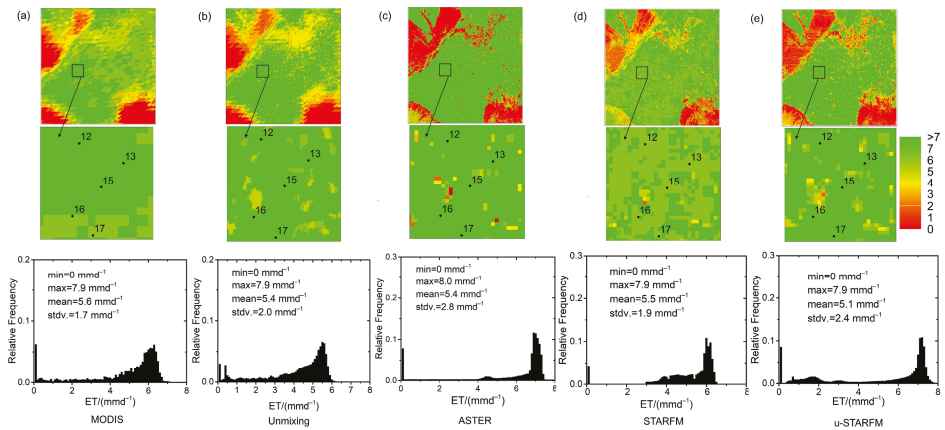 (a)
(b)
(c)
(d)
(e)
12
13
15
16
17
12
13
15
16
17
12
13
15
16
17
12
13
15
16
17
12
13
15
16
17
>7
7
6
5
4
3
2
1
0
Relative Frequency
0.2
0.1
0.0
min=0 mmd⁻¹
max=7.9 mmd⁻¹
mean=5.6 mmd⁻¹
stdv.=1.7 mmd⁻¹
0 2 4 6 8
ET/(mmd⁻¹)
MODIS
Relative Frequency
0.2
0.1
0.0
min=0 mmd⁻¹
max=7.9 mmd⁻¹
mean=5.4 mmd⁻¹
stdv.=2.0 mmd⁻¹
0 1 2 3 4 5 6 7 8
ET/(mmd⁻¹)
Unmixing
Relative Frequency
0.3
0.2
0.1
0.0
min=0 mmd⁻¹
max=8.0 mmd⁻¹
mean=5.4 mmd⁻¹
stdv.=2.8 mmd⁻¹
0 2 4 6 8
ET/(mmd⁻¹)
ASTER
Relative Frequency
0.3
0.2
0.1
0.0
min=0 mmd⁻¹
max=7.9 mmd⁻¹
mean=5.5 mmd⁻¹
stdv.=1.9 mmd⁻¹
0 2 4 6 8
ET/(mmd⁻¹)
STARFM
Relative Frequency
0.3
0.2
0.1
0.0
min=0 mmd⁻¹
max=7.9 mmd⁻¹
mean=5.1 mmd⁻¹
stdv.=2.4 mmd⁻¹
0 2 4 6 8
ET/(mmd⁻¹)
u-STARFM